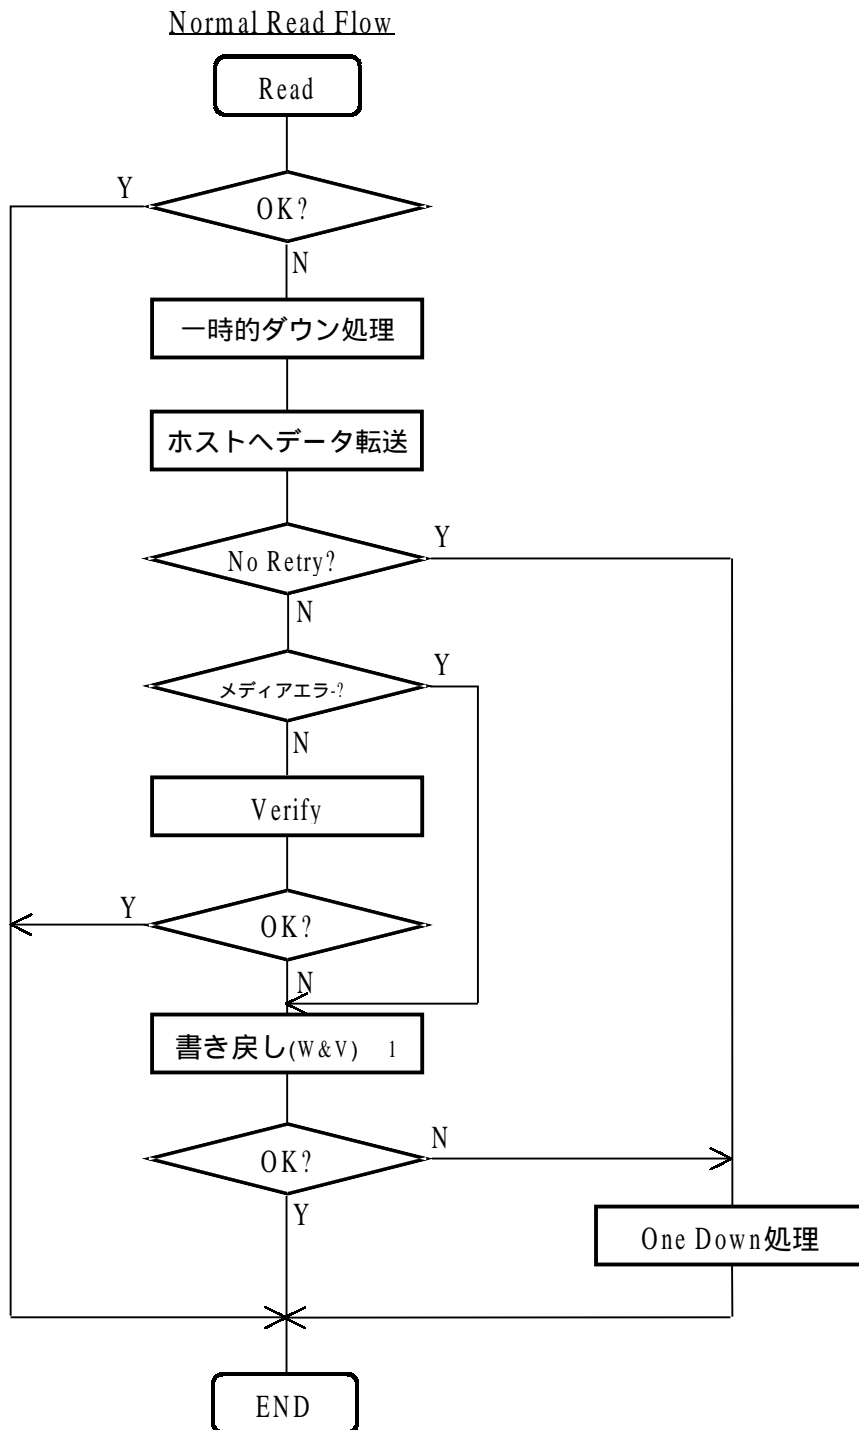 Normal Read Flow
Read
Y
OK?
N
一時的ダウン処理
ホストへデータ転送
Y
No Retry?
N
Y
メディアエラ-?
N
Verify
Y
OK?
N
書き戻し(W&V) 1
N
OK?
Y
One Down処理
END